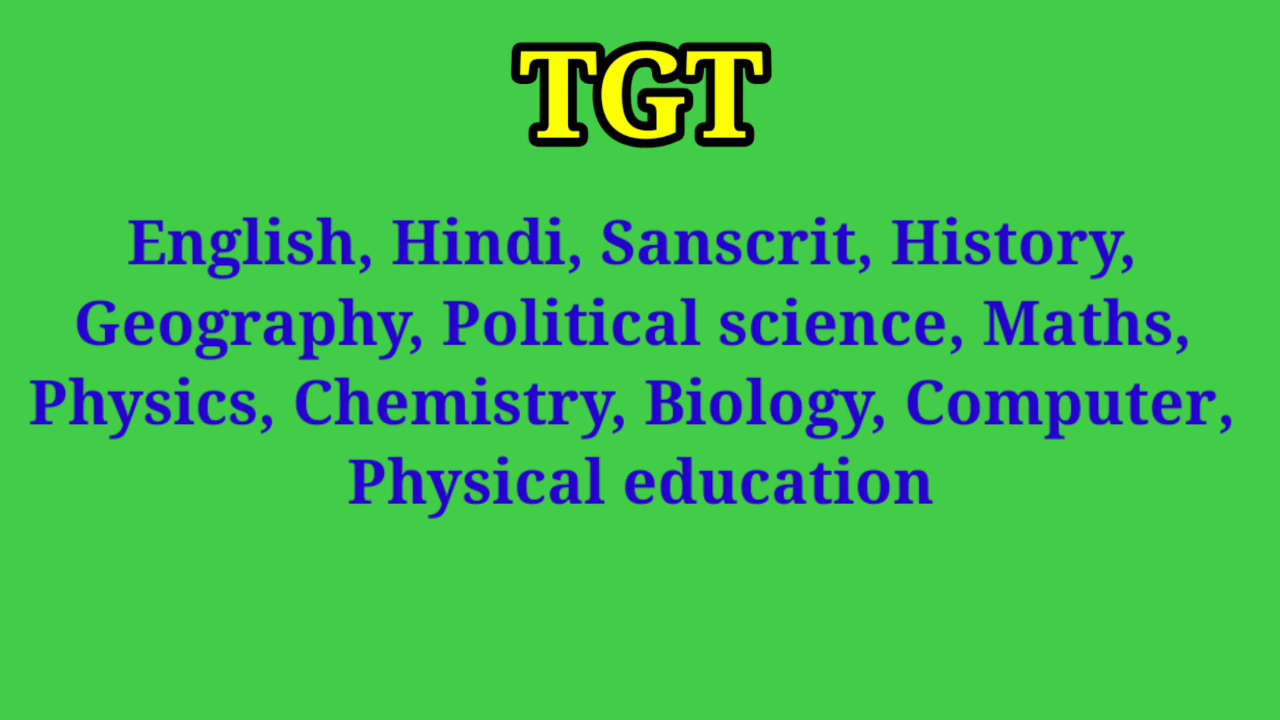 TGT
English, Hindi, Sanscrit, History,
Geography, Political science, Maths,
Physics, Chemistry, Biology, Computer,
Physical education